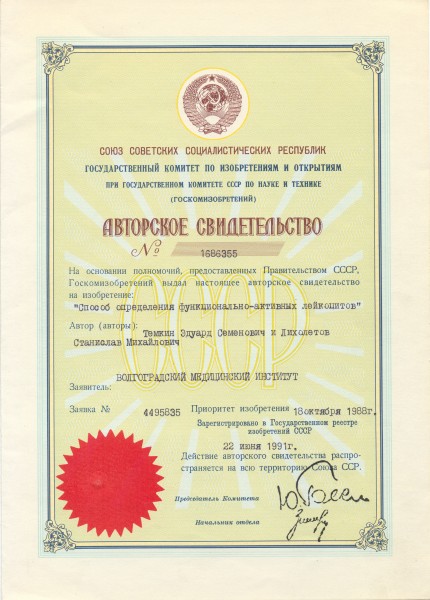 СОЮЗ СОВЕТСКИХ СОЦИАЛИСТИЧЕСКИХ РЕСПУБЛИК
ГОСУДАРСТВЕННЫЙ КОМИТЕТ ПО ИЗОБРЕТЕНИЯМ И ОТКРЫТИЯМ
ПРИ ГОСУДАРСТВЕННОМ КОМИТЕТЕ СССР ПО НАУКЕ И ТЕХНИКЕ
(ГОСКОМИЗОБРЕТЕНИЙ)
АВТОРСКОЕ СВИДЕТЕЛЬСТВО
№ 1686355
На основании полномочий, предоставленных Правительством СССР,
Госкомизобретений выдал настоящее авторское свидетельство
на изобретение:
"Способ определения функционально-активных лейкоцитов"
Автор (авторы): Темкин Эдуард Семенович и Лихолетов
Станислав Михайлович
ВОЛГОГРАДСКИЙ МЕДИЦИНСКИЙ ИНСТИТУТ
Заявитель:
Заявка № 4495835 Приоритет изобретения 18 октября 1988г.
Зарегистрировано в Государственном реестре
изобретений СССР
22 июня 1991г.
Действие авторского свидетельства распро-
страняется на всю территорию Союза ССР.
Председатель Комитета
Начальник отдела
СССР